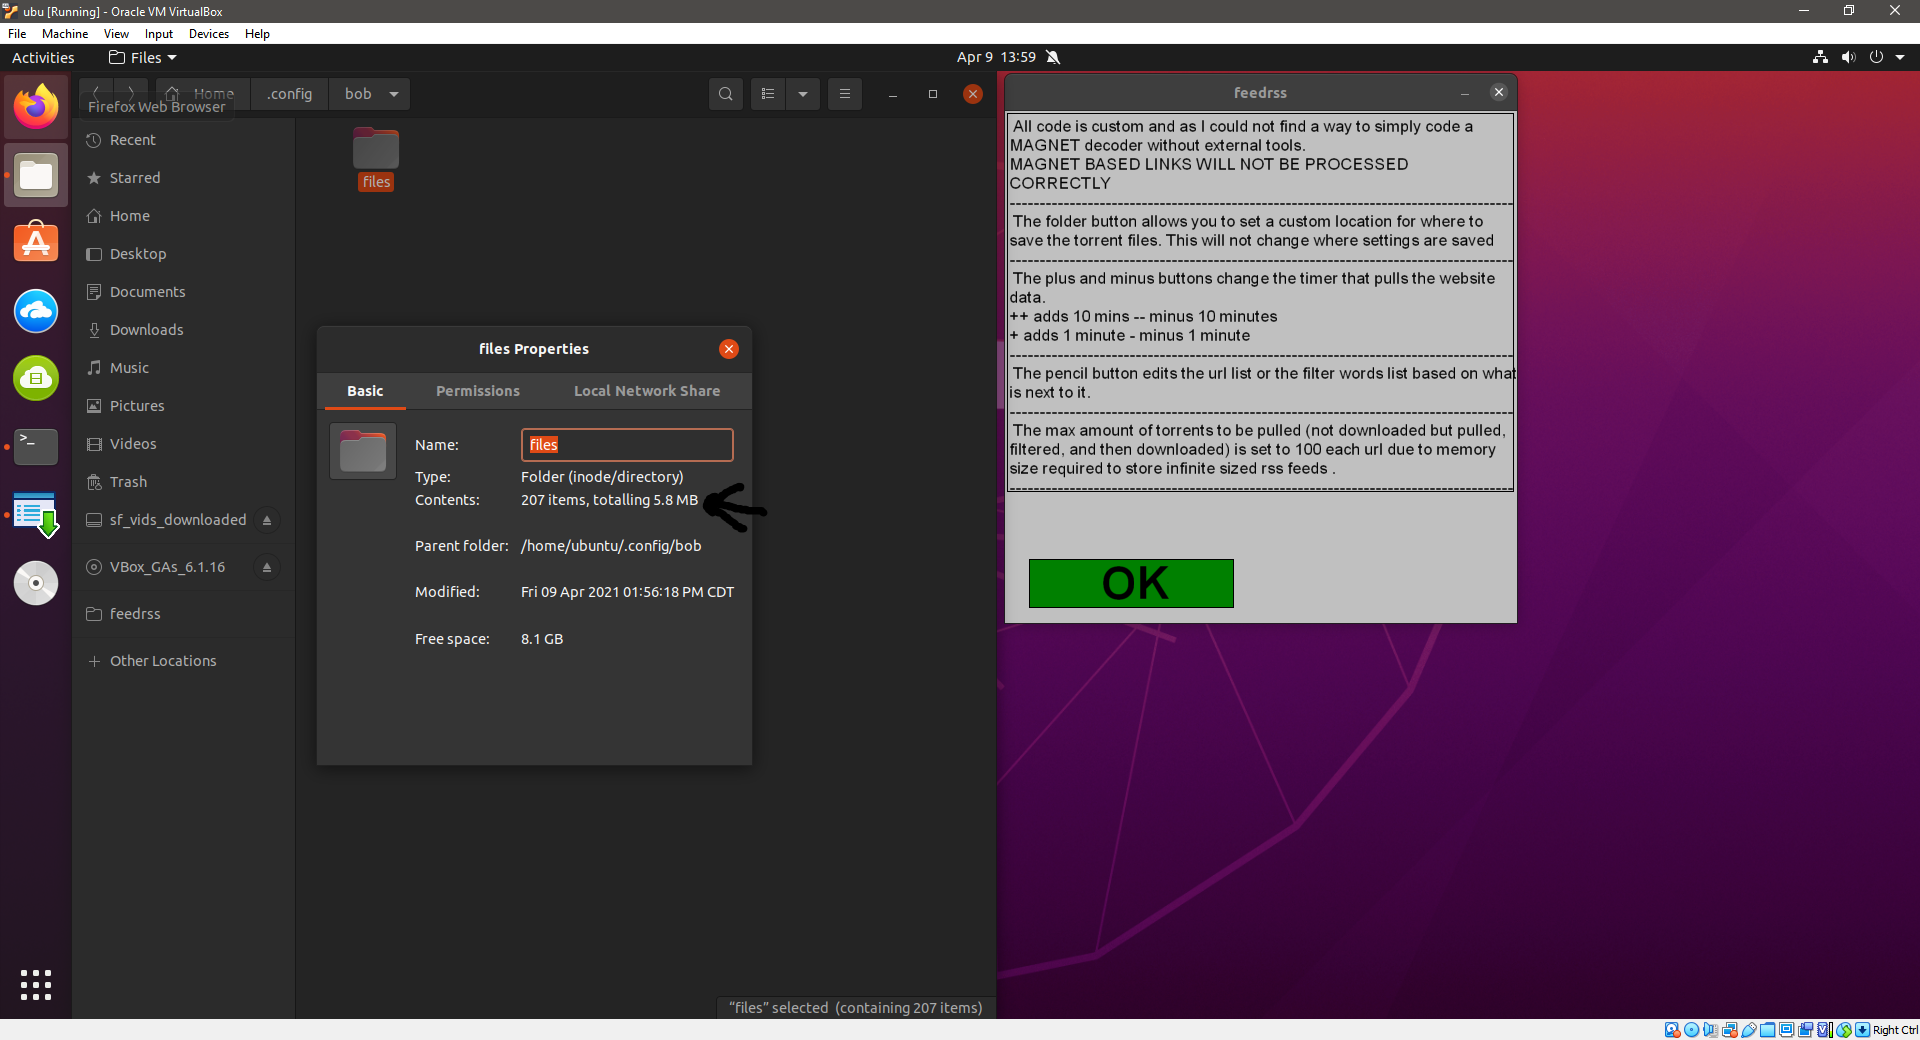 ubu [Running] - Oracle VM VirtualBox
File Machine View Input Devices Help
Activities Files Apr 9 13:59
Home .config bob
Firefox Web Browser
Recent
Starred
Home
Desktop
Documents
Downloads
Music
Pictures
Videos
Trash
sf_vids_downloaded
VBox_GAs_6.1.16
feedrss
+ Other Locations
files
files Properties
Basic Permissions Local Network Share
Name: files
Type: Folder (inode/directory)
Contents: 207 items, totalling 5.8 MB
Parent folder: /home/ubuntu/.config/bob
Modified: Fri 09 Apr 2021 01:56:18 PM CDT
Free space: 8.1 GB
"files" selected (containing 207 items)
feedrss
All code is custom and as I could not find a way to simply code a
MAGNET decoder without external tools.
MAGNET BASED LINKS WILL NOT BE PROCESSED
CORRECTLY
The folder button allows you to set a custom location for where to
save the torrent files. This will not change where settings are saved
The plus and minus buttons change the timer that pulls the website
data.
++ adds 10 mins -- minus 10 minutes
+ adds 1 minute - minus 1 minute
The pencil button edits the url list or the filter words list based on what
is next to it.
The max amount of torrents to be pulled (not downloaded but pulled,
filtered, and then downloaded) is set to 100 each url due to memory
size required to store infinite sized rss feeds .
OK
Right Ctrl